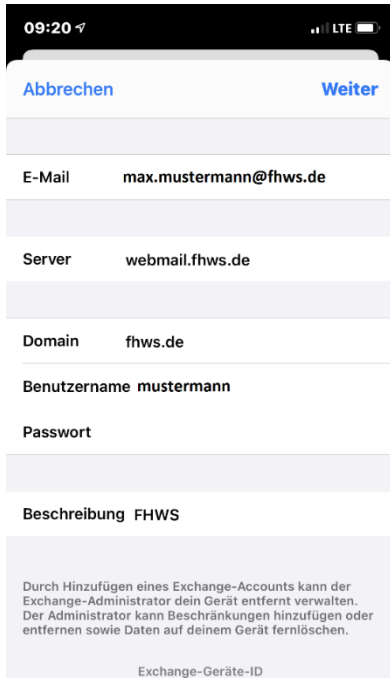 09:20 LTE
Abbrechen Weiter
E-Mail max.mustermann@fhws.de
Server webmail.fhws.de
Domain fhws.de
Benutzername mustermann
Passwort
Beschreibung FHWS
Durch Hinzufügen eines Exchange-Accounts kann der
Exchange-Administrator dein Gerät entfernt verwalten.
Der Administrator kann Beschränkungen hinzufügen oder
entfernen sowie Daten auf deinem Gerät fernlöschen.
Exchange-Geräte-ID